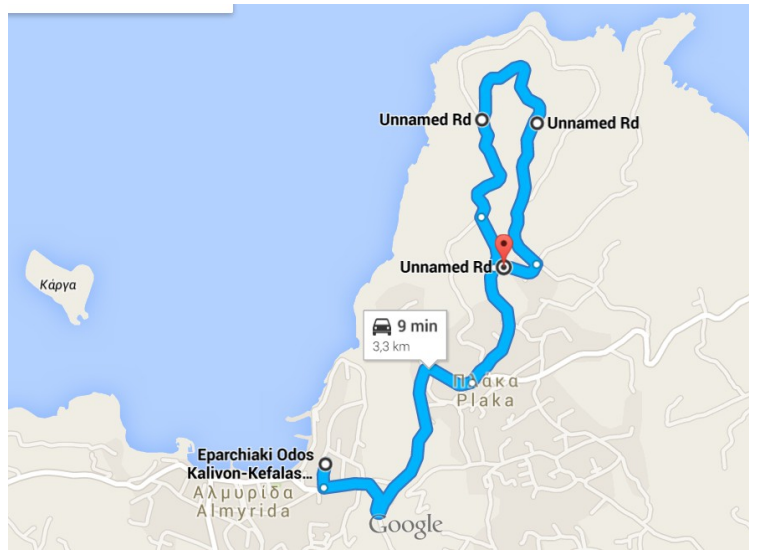 Unnamed Rd
Unnamed Rd
Unnamed Rd
Κάργα
9 min
3,3 km
Πλάκα
Plaka
Eparchiaki Odos
Kalivon-Kefalas...
Αλμυρίδα
Almyrida
Google